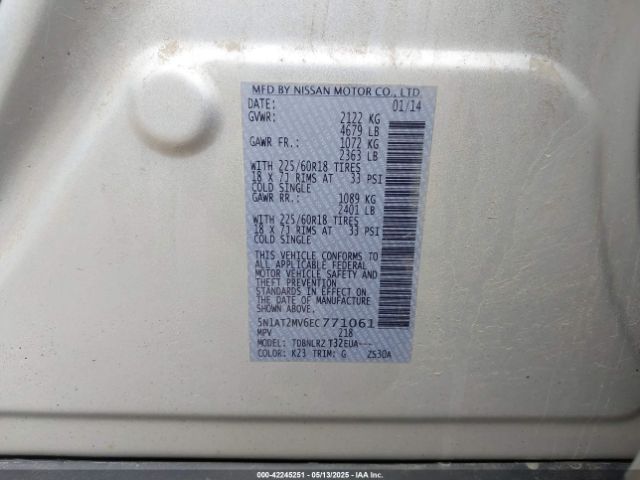 MFD BY NISSAN MOTOR CO., LTD
DATE: 01/14
GVWR: 2122 KG
4679 LB
GAWR FR.: 1072 KG
2363 LB
WITH 225/60R18 TIRES
18 X 7J RIMS AT 33 PSI
COLD SINGLE
GAWR RR.: 1089 KG
2401 LB
WITH 225/60R18 TIRES
18 X 7J RIMS AT 33 PSI
COLD SINGLE
THIS VEHICLE CONFORMS TO
ALL APPLICABLE FEDERAL
MOTOR VEHICLE SAFETY AND
THEFT PREVENTION
STANDARDS IN EFFECT ON
THE DATE OF MANUFACTURE
SHOWN ABOVE.
5N1AT2MV6EC771061
MPV 218
MODEL: TDBNLRZ T32EUA---
COLOR: K23 TRIM: G ZS30A
000-42245251 - 05/13/2025 - IAA Inc.